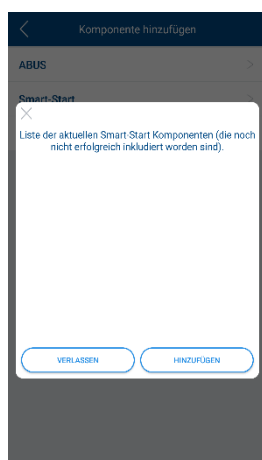 Komponente hinzufügen
ABUS
Smart-Start
Liste der aktuellen Smart-Start Komponenten (die noch
nicht erfolgreich inkludiert worden sind).
VERLASSEN
HINZUFÜGEN